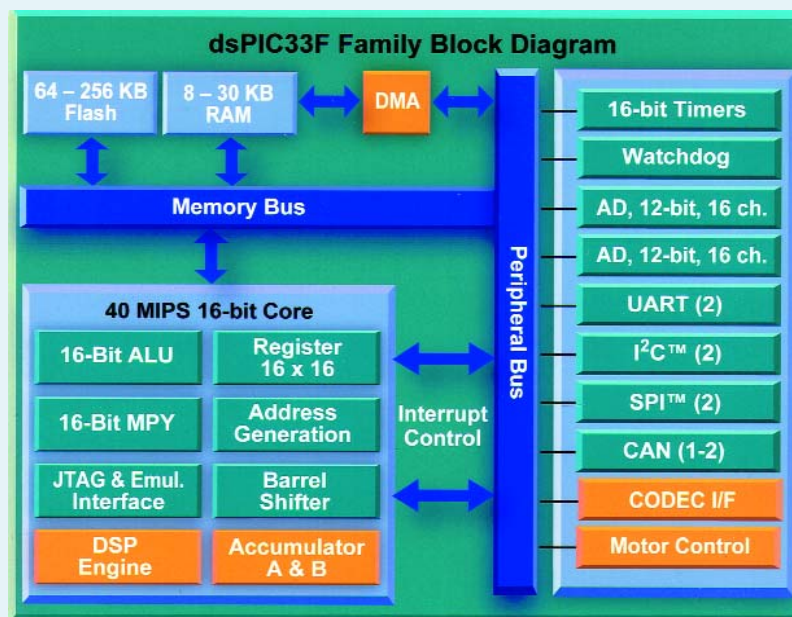 dsPIC33F Family Block Diagram
64 – 256 KB
Flash
8 – 30 KB
RAM
DMA
Memory Bus
Peripheral Bus
40 MIPS 16-bit Core
16-Bit ALU
Register
16 x 16
16-Bit MPY
Address
Generation
JTAG & Emul.
Interface
Barrel
Shifter
DSP
Engine
Accumulator
A & B
Interrupt
Control
16-bit Timers
Watchdog
AD, 12-bit, 16 ch.
AD, 12-bit, 16 ch.
UART (2)
I²C™ (2)
SPI™ (2)
CAN (1-2)
CODEC I/F
Motor Control